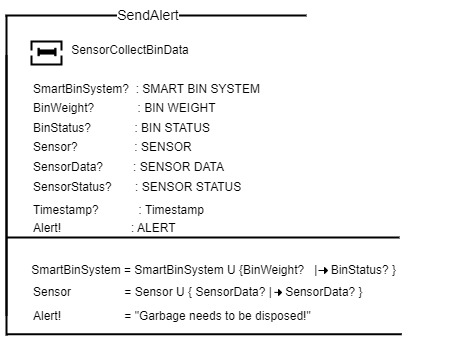 SendAlert
SensorCollectBinData
SmartBinSystem? : SMART BIN SYSTEM
BinWeight? : BIN WEIGHT
BinStatus? : BIN STATUS
Sensor? : SENSOR
SensorData? : SENSOR DATA
SensorStatus? : SENSOR STATUS
Timestamp? : Timestamp
Alert! : ALERT
SmartBinSystem = SmartBinSystem U {BinWeight? |➝ BinStatus? }
Sensor = Sensor U { SensorData? |➝ SensorData? }
Alert! = "Garbage needs to be disposed!"